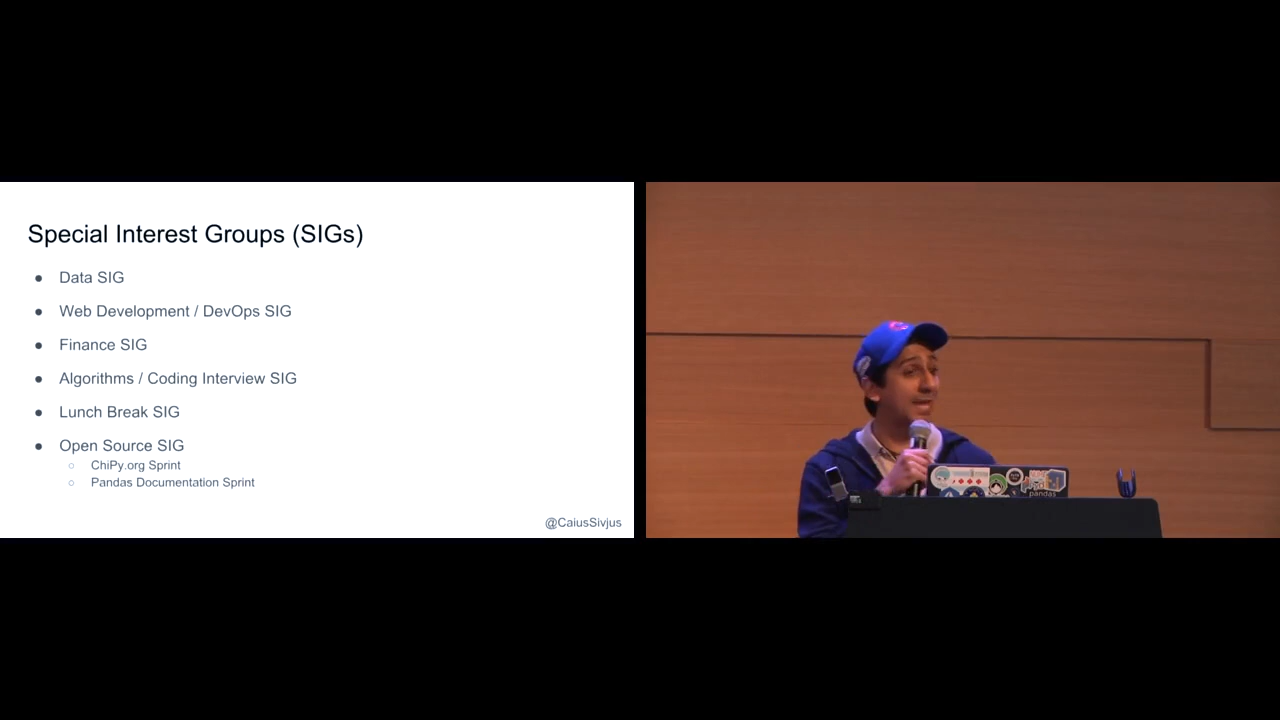 Special Interest Groups (SIGs)
● Data SIG
● Web Development / DevOps SIG
● Finance SIG
● Algorithms / Coding Interview SIG
● Lunch Break SIG
● Open Source SIG
○ ChiPy.org Sprint
○ Pandas Documentation Sprint
@CaiusSivjus
pandas